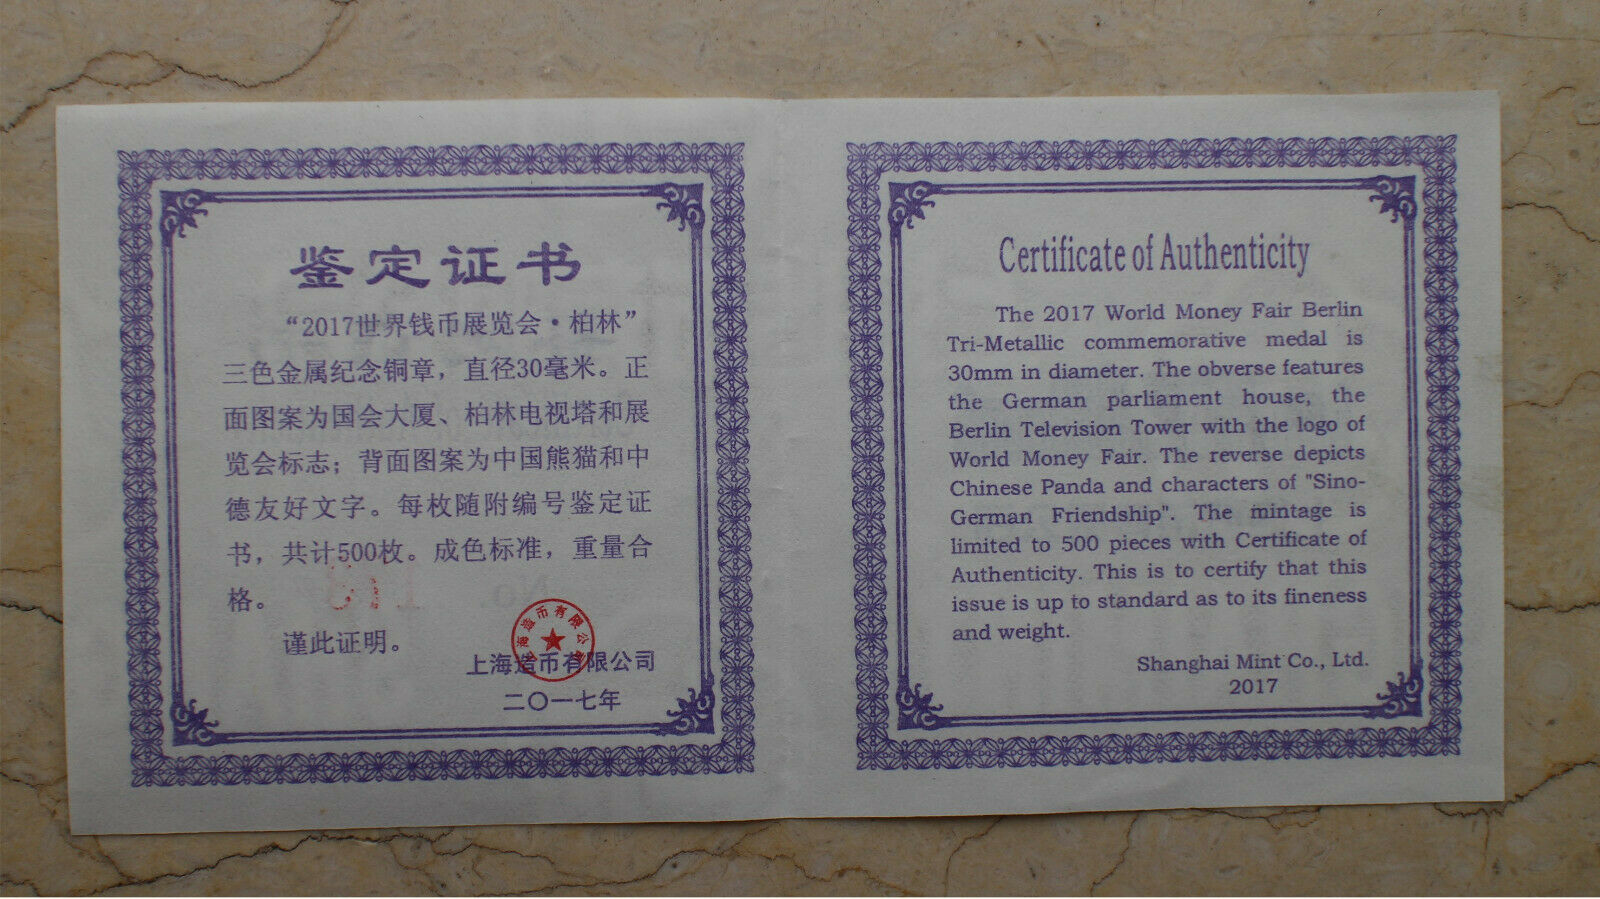 鉴定证书
“2017世界钱币展览会·柏林”
三色金属纪念铜章，直径30毫米。正
面图案为国会大厦、柏林电视塔和展
览会标志；背面图案为中国熊猫和中
德友好文字。每枚随附编号鉴定证
书，共计500枚。成色标准，重量合
格。
谨此证明。
上海造币有限公司
二〇一七年
Certificate of Authenticity
The 2017 World Money Fair Berlin
Tri-Metallic commemorative medal is
30mm in diameter. The obverse features
the German parliament house, the
Berlin Television Tower with the logo of
World Money Fair. The reverse depicts
Chinese Panda and characters of "Sino-
German Friendship". The mintage is
limited to 500 pieces with Certificate of
Authenticity. This is to certify that this
issue is up to standard as to its fineness
and weight.
Shanghai Mint Co., Ltd.
2017